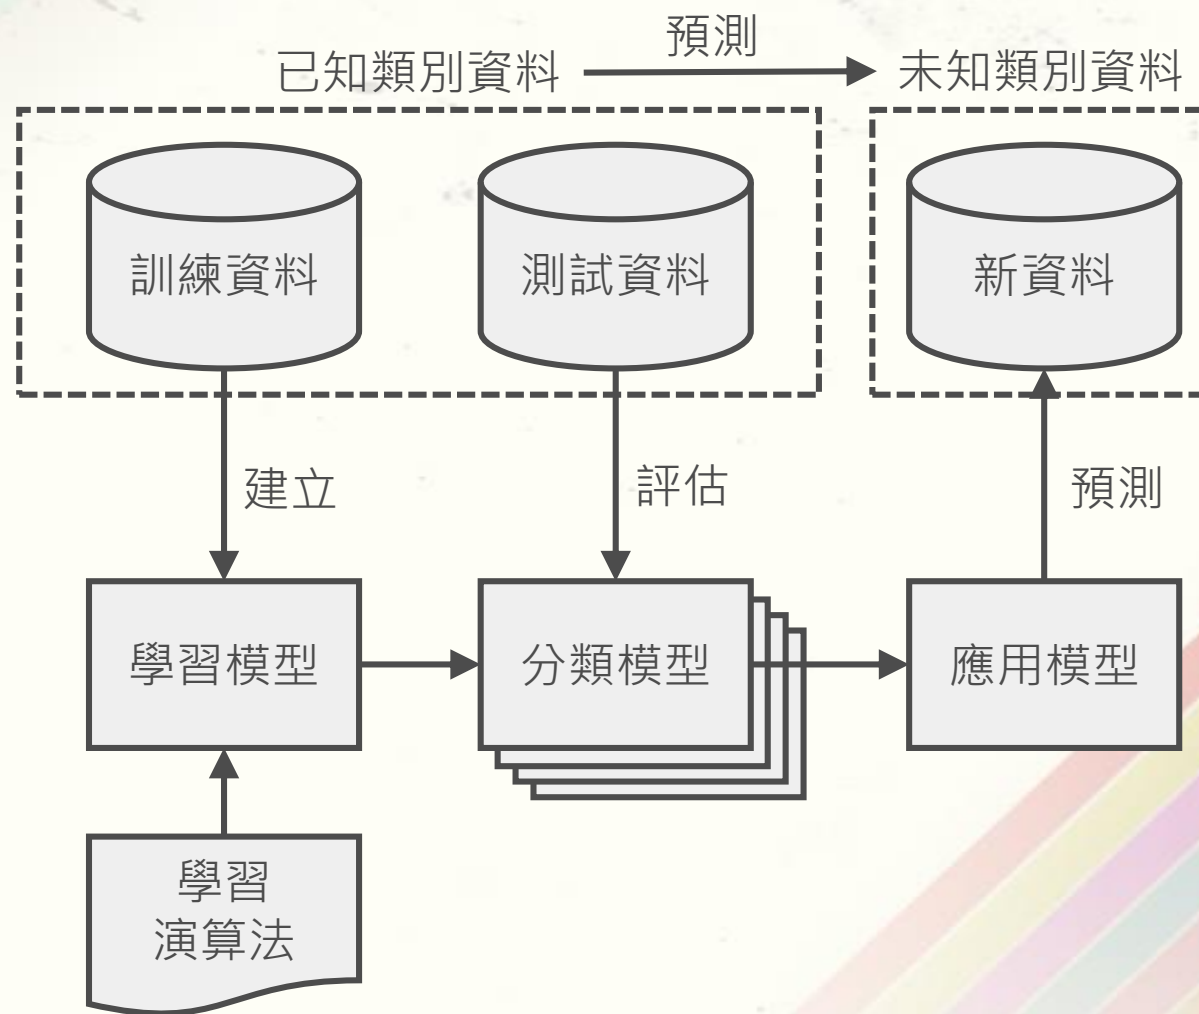 預測
已知類別資料
未知類別資料
訓練資料
測試資料
新資料
建立
評估
預測
學習模型
分類模型
應用模型
學習
演算法